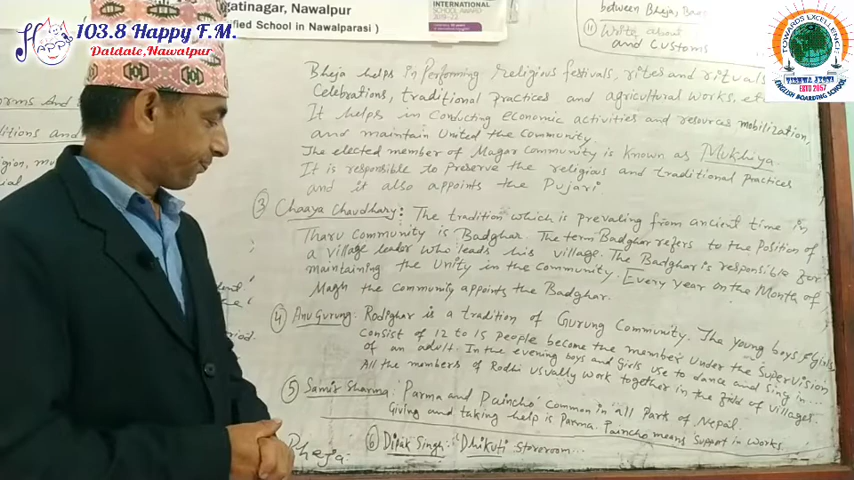 103.8 Happy F.M.
Daldale, Nawalpur
HAPPY
gatinagar, Nawalpur
ified School in Nawalparasi )
INTERNATIONAL
SCHOOL AWARD
2019-22
between Bheja,
11 Write about
and Customs
TOWARDS EXCELLENCE
VISHWA JYOTI
ESTD 2057
ENGLISH BOARDING SCHOOL
Bheja helps in Performing religious festivals, rites and rituals
Celebrations, traditional practices and agricultural works, etc
It helps in Conducting economic activities and resources mobilization,
and maintain United the community
The elected member of Magar Community is known as Mukhiya.
It is responsible to Preserve the religious and traditional practices
and it also appoints the Pujari.
3 Chaaya Chaudhary: The tradition which is prevaling from ancient time in
Tharu community is Badghar. The term Badghar refers to the Position of
a village leader who leads his village. The Badghar is responsible for
maintaining the Unity in the community. Every year on the Month of
Magh the community appoints the Badghar.
4 Anu Gurung: Rodighar is a tradition of Gurung Community. The young boys & Girls
Consist of 12 to 15 people become the member Under the Supervision
of an adult. In the evening boys and Girls use to dance and Sing in...
All the members of Rodhi usually work together in the field of villages.
5 Samir Sharma: Parma and Paincho Common in all Part of Nepal.
Giving and taking help is Parma. Paincho means Support in works.
Bheja
6 Dipak Singh: Dhikuti Storeroom...